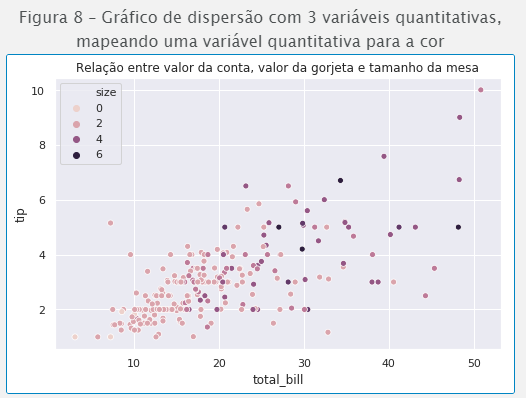 Figura 8 – Gráfico de dispersão com 3 variáveis quantitativas,
mapeando uma variável quantitativa para a cor
Relação entre valor da conta, valor da gorjeta e tamanho da mesa
size
0
2
4
6
10
8
6
4
2
tip
10
20
30
40
50
total_bill